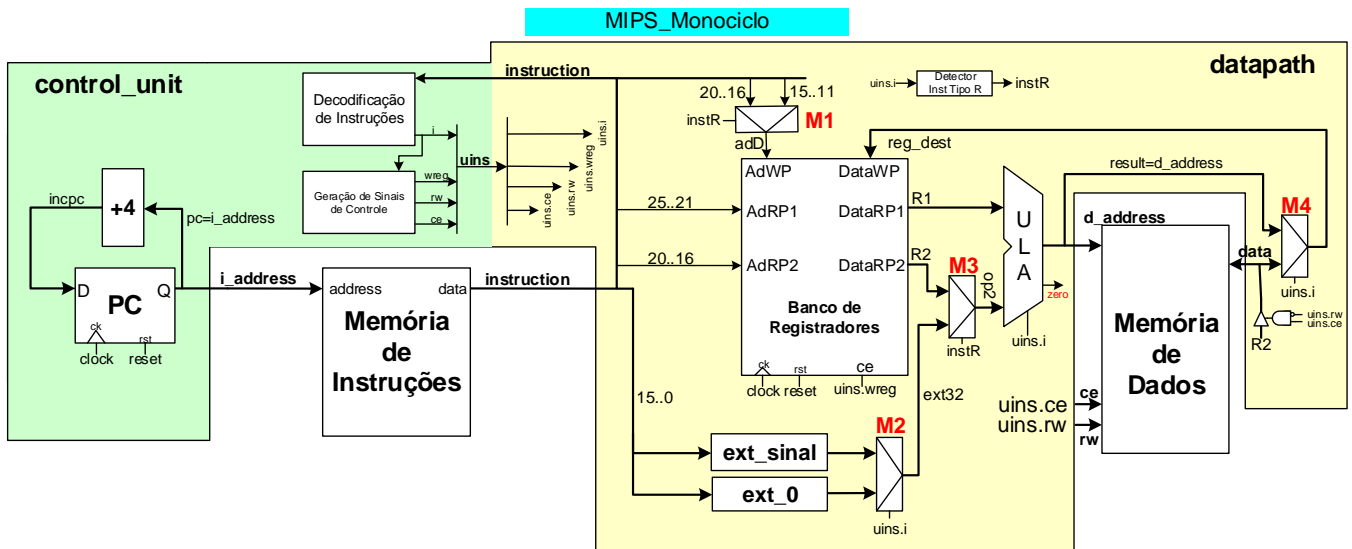 MIPS_Monociclo
control_unit
datapath
instruction
Decodificação
de Instruções
i
uins
uins.i
uins.wreg
uins.rw
uins.ce
Geração de Sinais
de Controle
wreg
rw
ce
20..16
15..11
instR
M1
adD
uins.i
Detector
Inst Tipo R
instR
reg_dest
result=d_address
incpc
+4
pc=i_address
D
Q
PC
ck
rst
clock
reset
i_address
address
data
Memória
de
Instruções
instruction
25..21
20..16
15..0
AdWP
DataWP
AdRP1
DataRP1
AdRP2
DataRP2
Banco de
Registradores
ck
rst
ce
clock
reset
uins.wreg
R1
R2
M3
instR
op2
ext32
U
L
A
zero
uins.i
d_address
M4
data
uins.i
uins.rw
uins.ce
R2
Memória
de
Dados
uins.ce
ce
uins.rw
rw
ext_sinal
ext_0
M2
uins.i